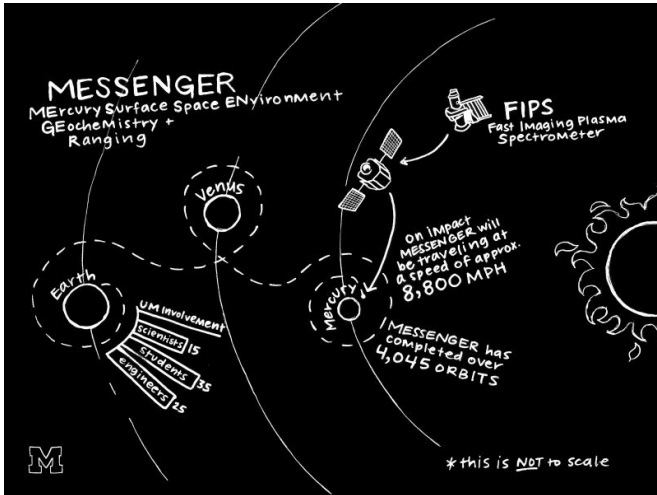 MESSENGER
MErcury Surface Space ENvironment
GEochemistry +
Ranging
FIPS
Fast Imaging Plasma
Spectrometer
Venus
Earth
Mercury
On impact
MESSENGER will
be traveling at
a speed of approx.
8,800 MPH
MESSENGER has
completed over
4,045 ORBITS
UM Involvement
scientists 15
students 35
engineers 25
M
*this is NOT to scale